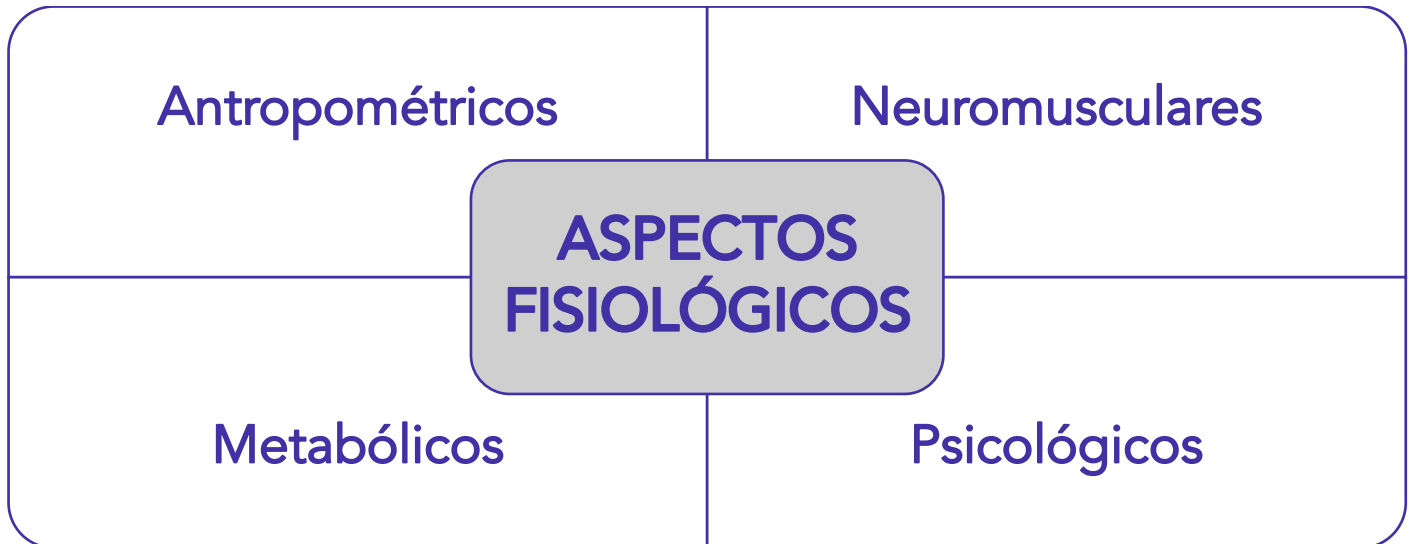 Antropométricos
Neuromusculares
ASPECTOS
FISIOLÓGICOS
Metabólicos
Psicológicos